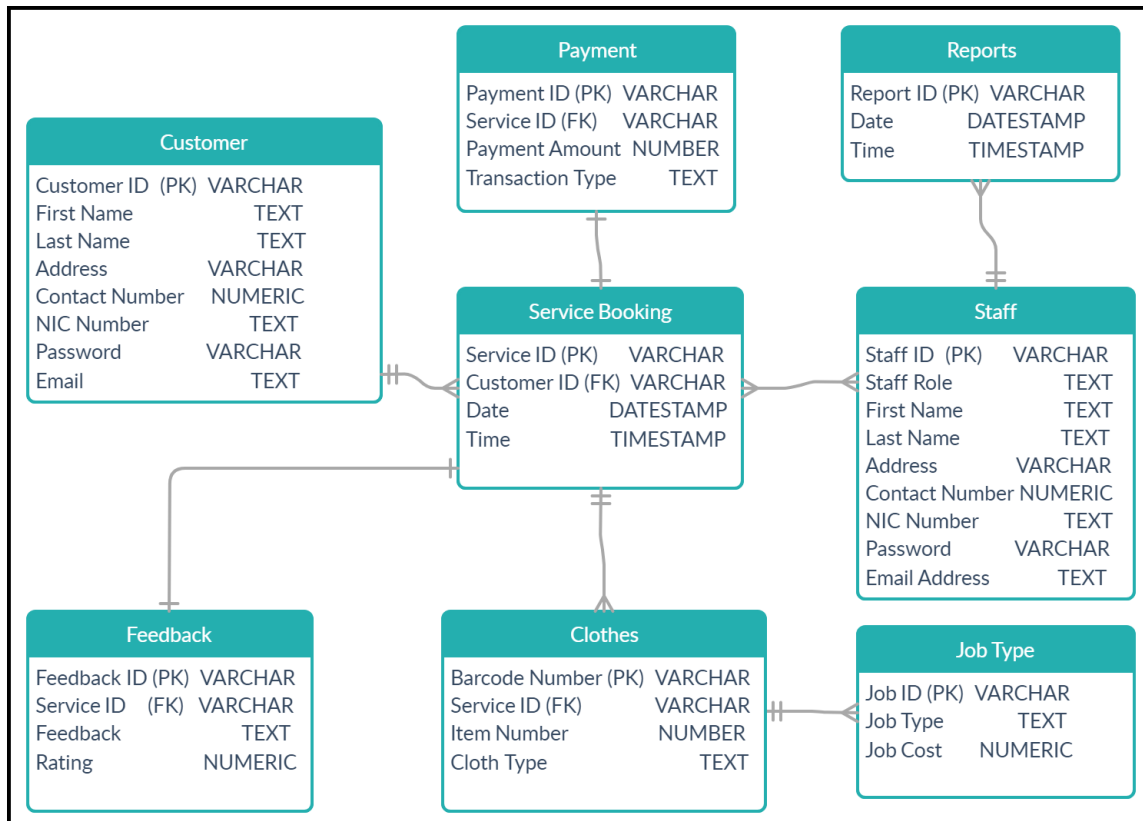 Payment
Payment ID (PK) VARCHAR
Service ID (FK) VARCHAR
Payment Amount NUMBER
Transaction Type TEXT
Reports
Report ID (PK) VARCHAR
Date DATESTAMP
Time TIMESTAMP
Customer
Customer ID (PK) VARCHAR
First Name TEXT
Last Name TEXT
Address VARCHAR
Contact Number NUMERIC
NIC Number TEXT
Password VARCHAR
Email TEXT
Service Booking
Service ID (PK) VARCHAR
Customer ID (FK) VARCHAR
Date DATESTAMP
Time TIMESTAMP
Staff
Staff ID (PK) VARCHAR
Staff Role TEXT
First Name TEXT
Last Name TEXT
Address VARCHAR
Contact Number NUMERIC
NIC Number TEXT
Password VARCHAR
Email Address TEXT
Feedback
Feedback ID (PK) VARCHAR
Service ID (FK) VARCHAR
Feedback TEXT
Rating NUMERIC
Clothes
Barcode Number (PK) VARCHAR
Service ID (FK) VARCHAR
Item Number NUMBER
Cloth Type TEXT
Job Type
Job ID (PK) VARCHAR
Job Type TEXT
Job Cost NUMERIC